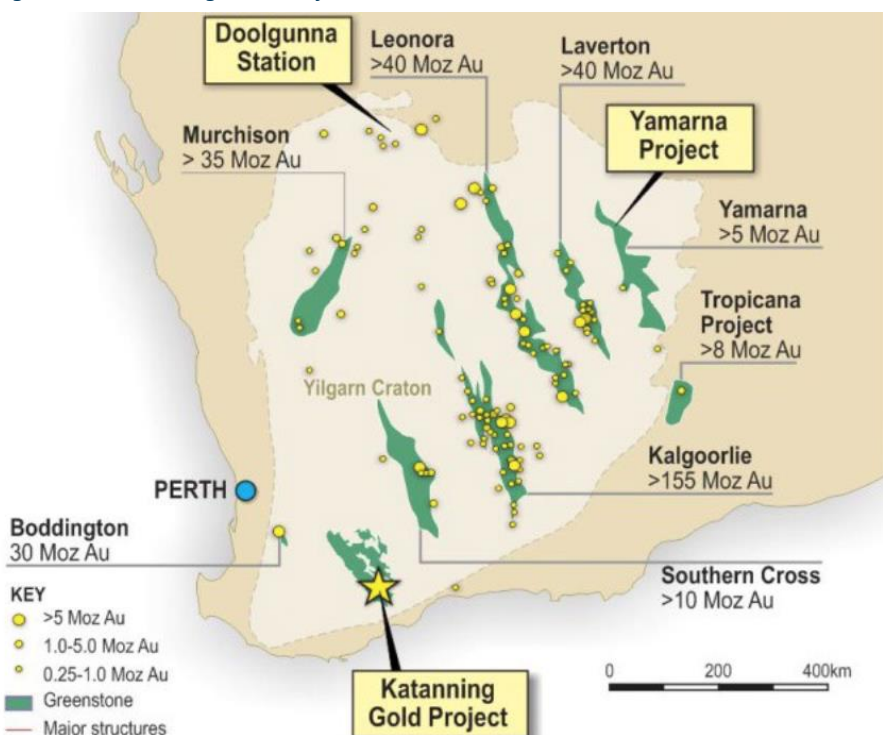 Doolgunna
Station
Leonora
>40 Moz Au
Laverton
>40 Moz Au
Murchison
> 35 Moz Au
Yamarna
Project
Yamarna
>5 Moz Au
Tropicana
Project
>8 Moz Au
Yilgarn Craton
Kalgoorlie
>155 Moz Au
PERTH
Boddington
30 Moz Au
Southern Cross
>10 Moz Au
KEY
>5 Moz Au
1.0-5.0 Moz Au
0.25-1.0 Moz Au
Greenstone
Major structures
Katanning
Gold Project
0 200 400km